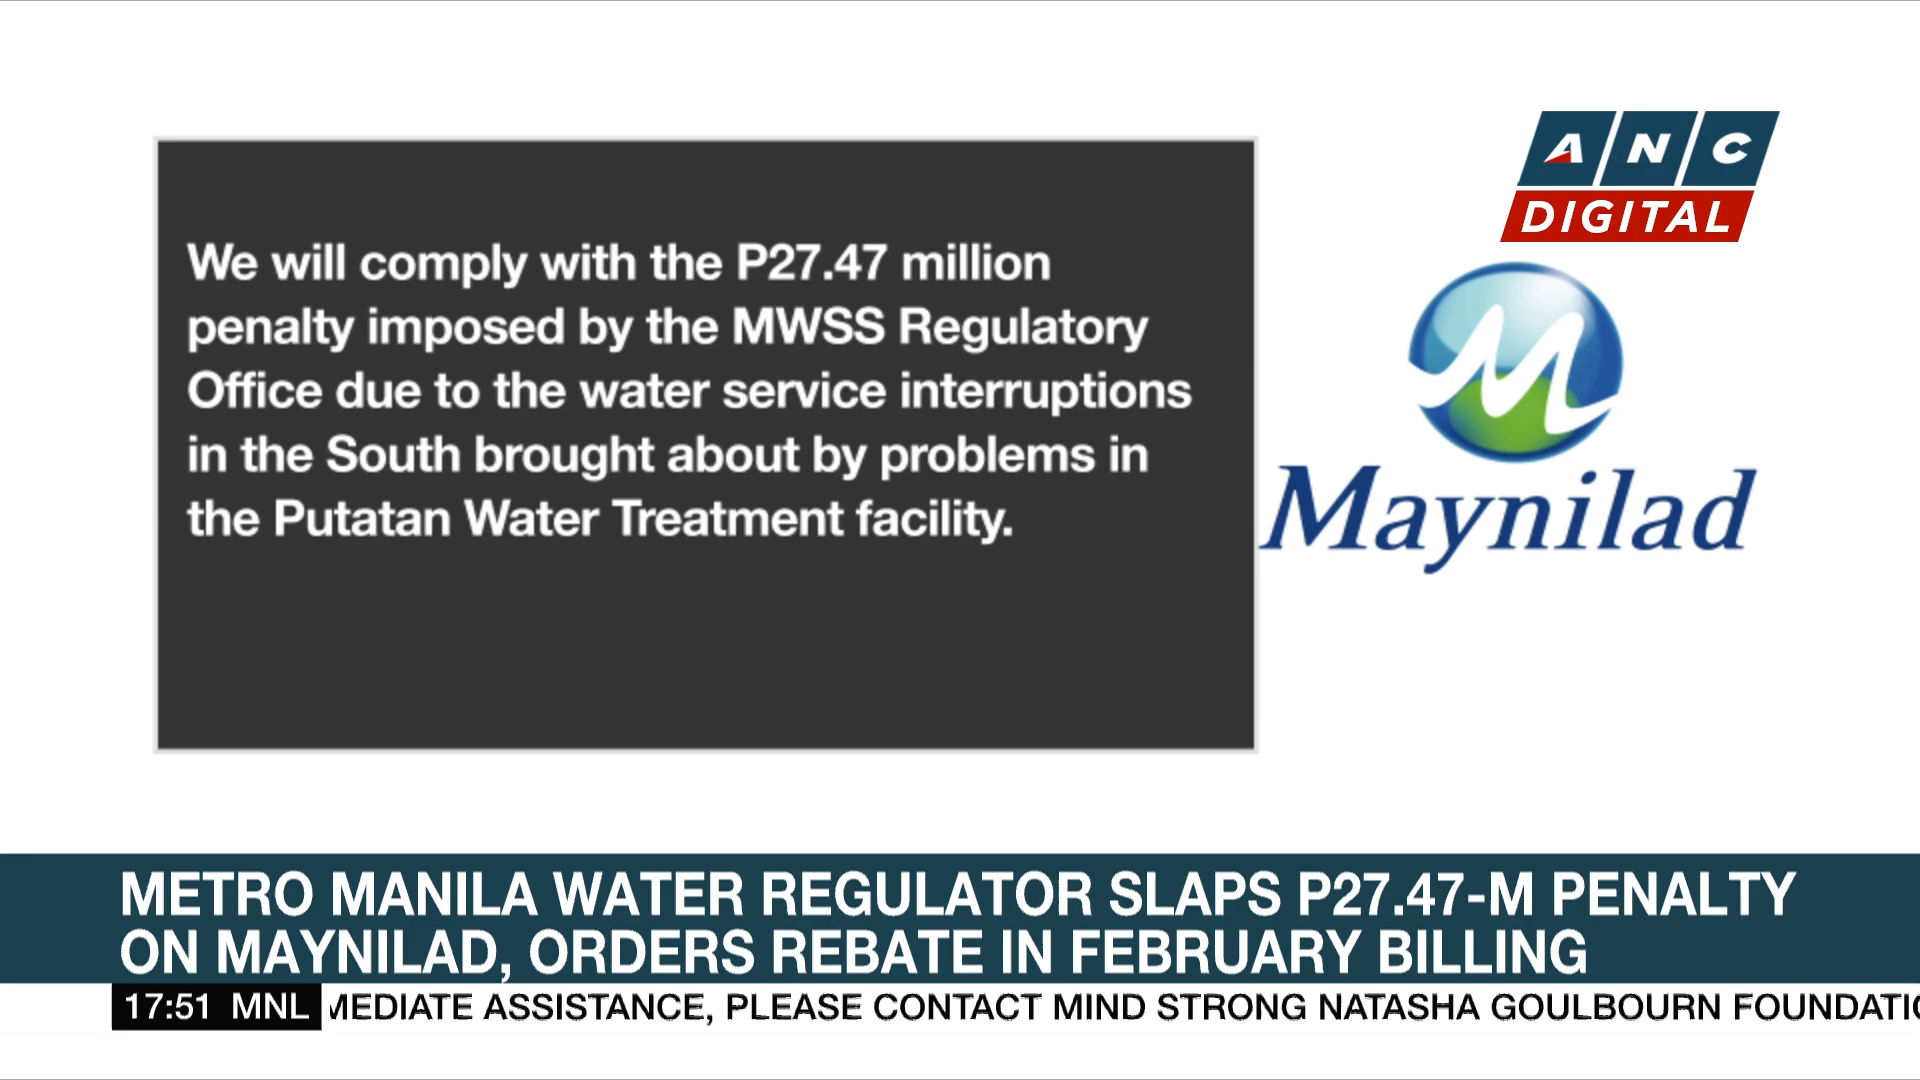 ANC
DIGITAL
We will comply with the P27.47 million
penalty imposed by the MWSS Regulatory
Office due to the water service interruptions
in the South brought about by problems in
the Putatan Water Treatment facility.
Maynilad
METRO MANILA WATER REGULATOR SLAPS P27.47-M PENALTY
ON MAYNILAD, ORDERS REBATE IN FEBRUARY BILLING
17:51 MNL MEDIATE ASSISTANCE, PLEASE CONTACT MIND STRONG NATASHA GOULBOURN FOUNDATIO